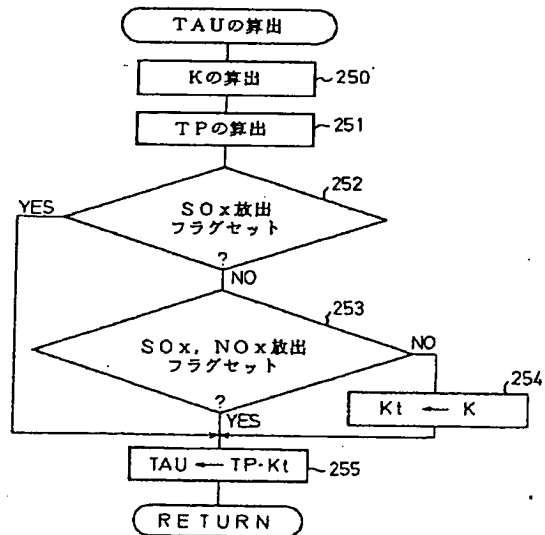 TAUの算出
Kの算出
250
TPの算出
251
252
YES
SOx放出
フラグセット
?
NO
253
SOx, NOx放出
フラグセット
?
NO
YES
254
Kt ← K
TAU ← TP・Kt
255
RETURN